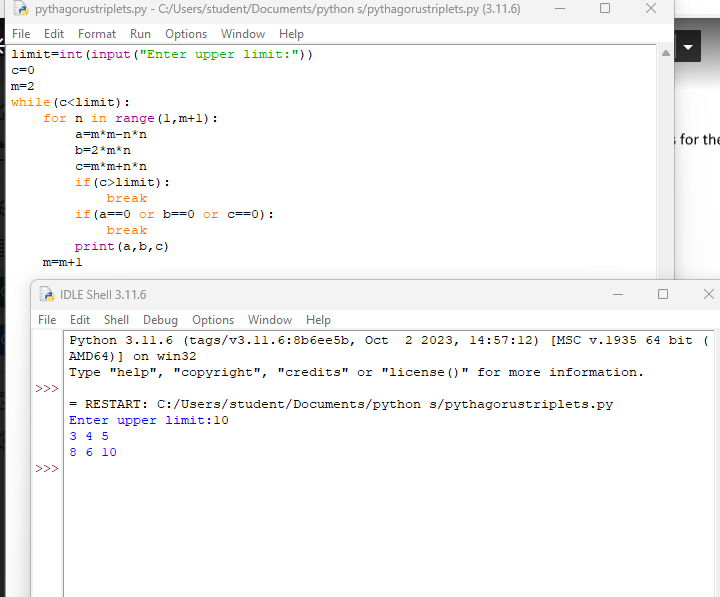 pythagorustriplets.py - C:/Users/student/Documents/python s/pythagorustriplets.py (3.11.6)
File Edit Format Run Options Window Help
limit=int(input("Enter upper limit:"))
c=0
m=2
while(c<limit):
    for n in range(1,m+1):
        a=m*m-n*n
        b=2*m*n
        c=m*m+n*n
        if(c>limit):
            break
        if(a==0 or b==0 or c==0):
            break
        print(a,b,c)
    m=m+1
s for the
IDLE Shell 3.11.6
File Edit Shell Debug Options Window Help
Python 3.11.6 (tags/v3.11.6:8b6ee5b, Oct  2 2023, 14:57:12) [MSC v.1935 64 bit (
AMD64)] on win32
Type "help", "copyright", "credits" or "license()" for more information.
>>>
= RESTART: C:/Users/student/Documents/python s/pythagorustriplets.py
Enter upper limit:10
3 4 5
8 6 10
>>>